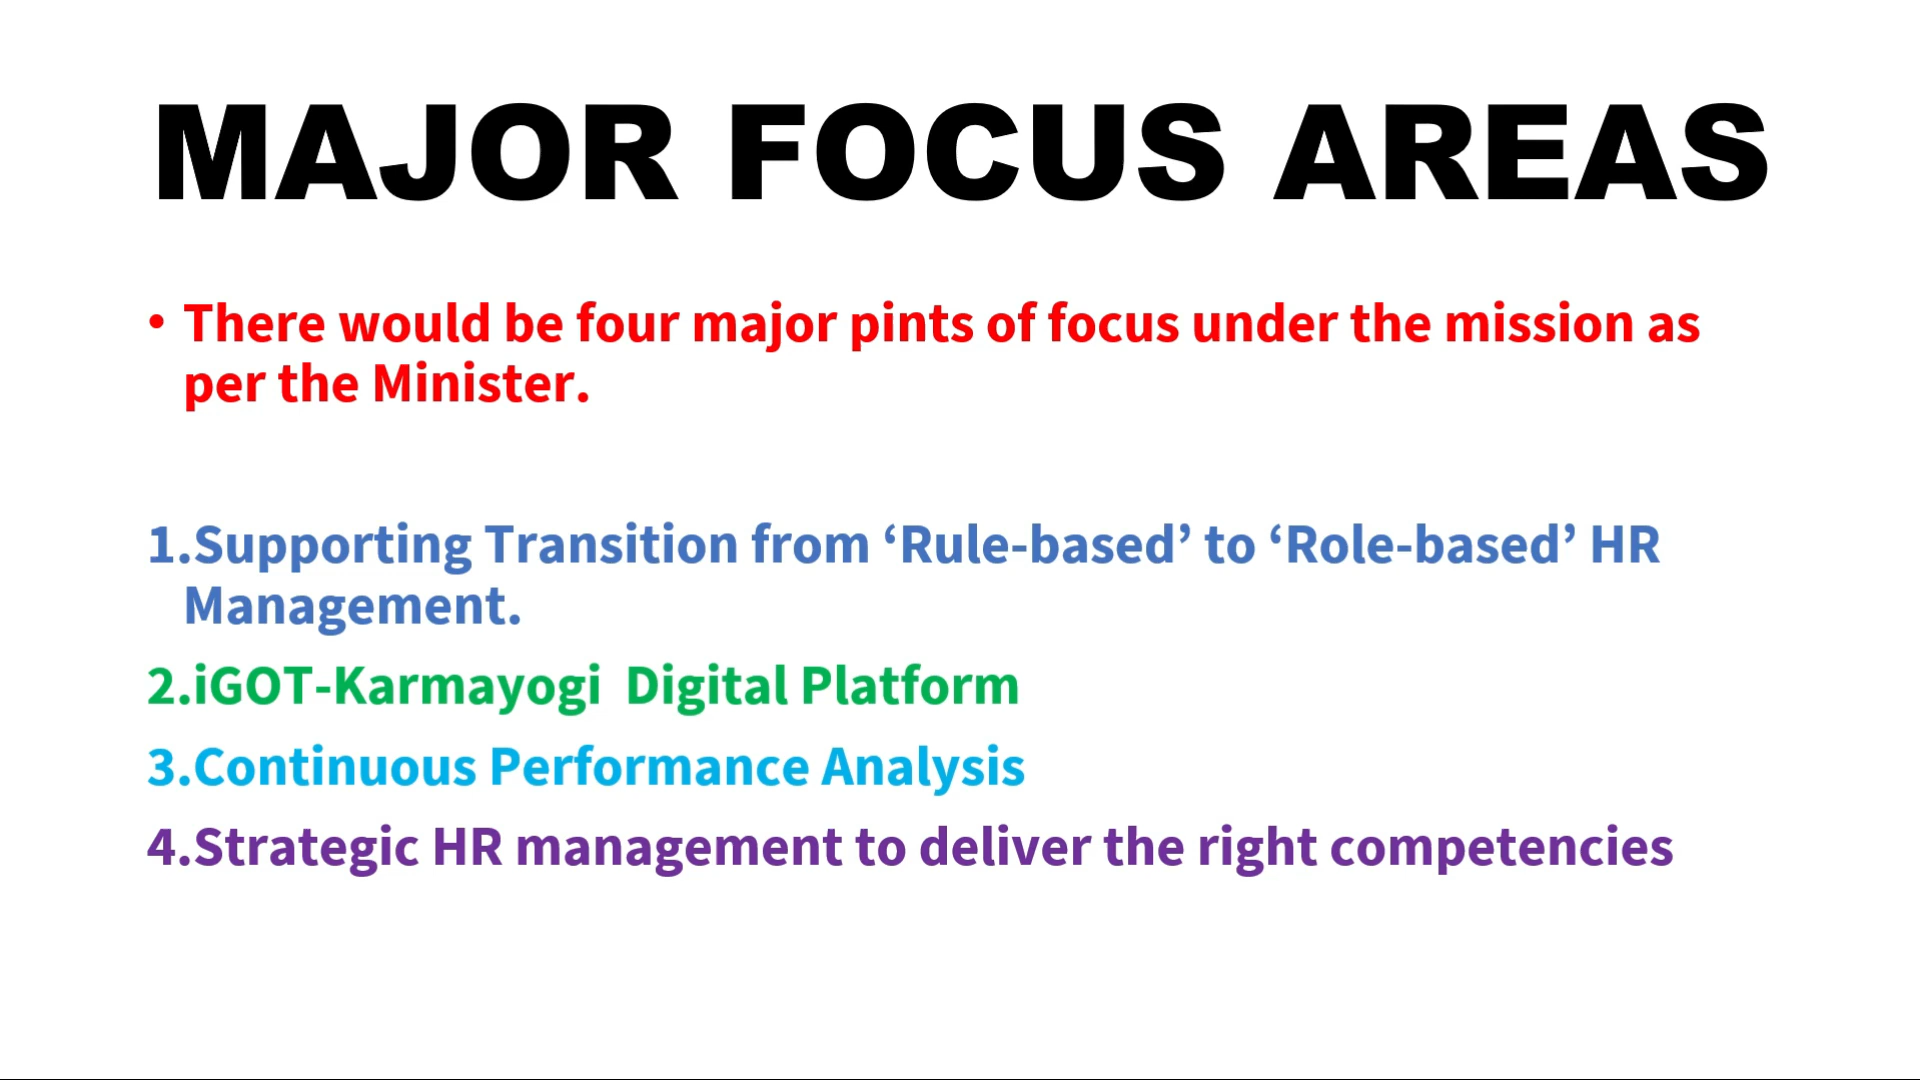 MAJOR FOCUS AREAS
• There would be four major pints of focus under the mission as
per the Minister.
1.Supporting Transition from ‘Rule-based’ to ‘Role-based’ HR
Management.
2.iGOT-Karmayogi  Digital Platform
3.Continuous Performance Analysis
4.Strategic HR management to deliver the right competencies